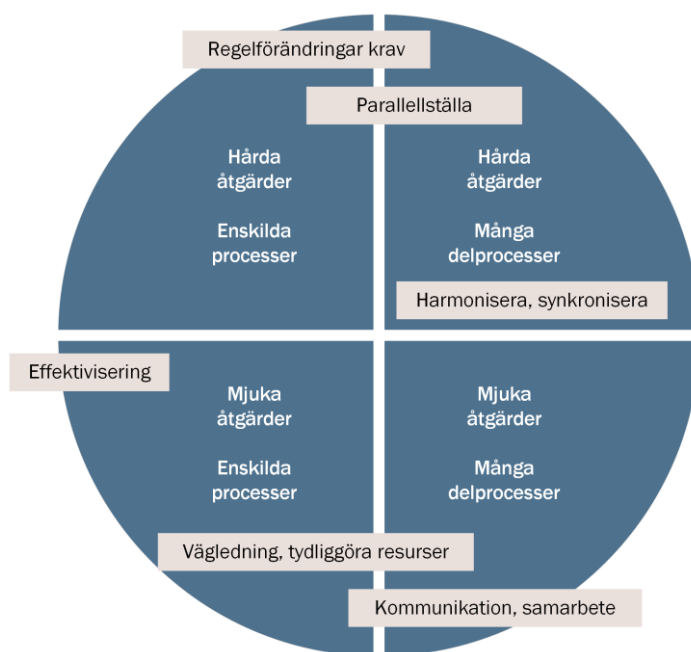 Regelförändringar krav
Parallellställa
Hårda
åtgärder
Enskilda
processer
Hårda
åtgärder
Många
delprocesser
Harmonisera, synkronisera
Effektivisering
Mjuka
åtgärder
Enskilda
processer
Mjuka
åtgärder
Många
delprocesser
Vägledning, tydliggöra resurser
Kommunikation, samarbete